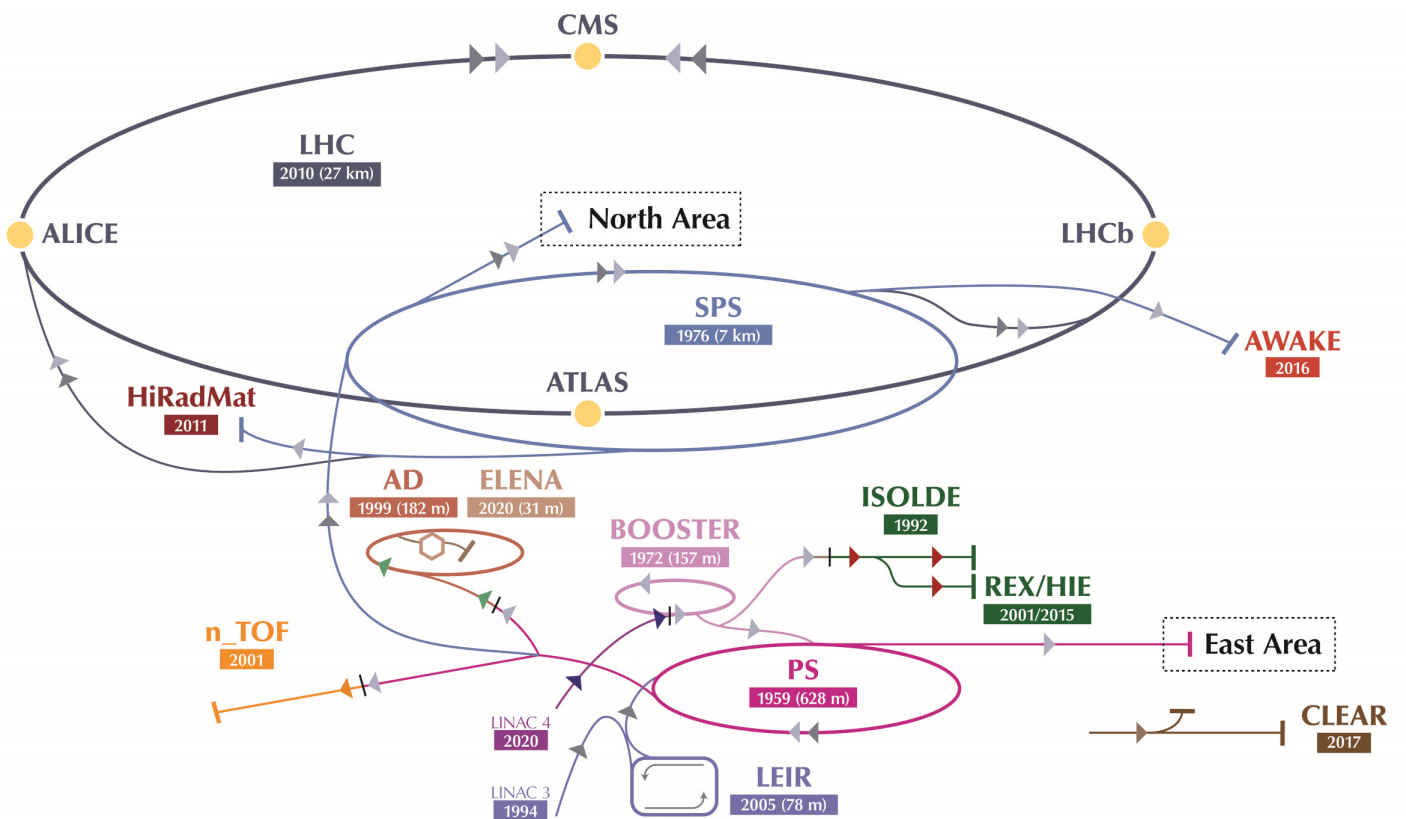 CMS
LHC
2010 (27 km)
North Area
ALICE
LHCb
SPS
1976 (7 km)
AWAKE
2016
ATLAS
HiRadMat
2011
AD
1999 (182 m)
ELENA
2020 (31 m)
ISOLDE
1992
BOOSTER
1972 (157 m)
REX/HIE
2001/2015
n_TOF
2001
East Area
PS
1959 (628 m)
LINAC 4
2020
CLEAR
2017
LEIR
2005 (78 m)
LINAC 3
1994